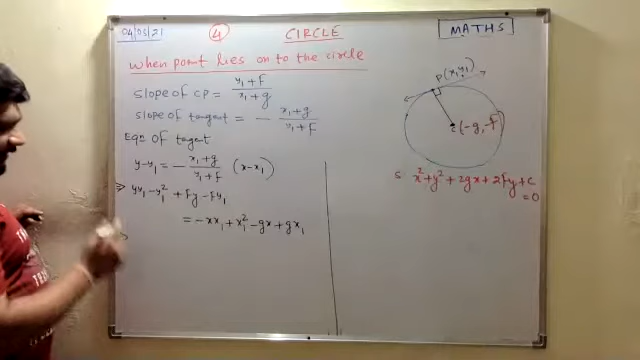 04/05/21
4
CIRCLE
MATHS
when point lies on to the circle
slope of CP = (y₁ + f)/(x₁ + g)
slope of tangent = - (x₁ + g)/(y₁ + f)
Eqn of tangent
y - y₁ = - (x₁ + g)/(y₁ + f) (x - x₁)
⇒ yy₁ - y₁² + fy - fy₁
= - xx₁ + x₁² - gx + gx₁
P(x₁y₁)
C(-g, -f)
S x² + y² + 2gx + 2fy + c
= 0